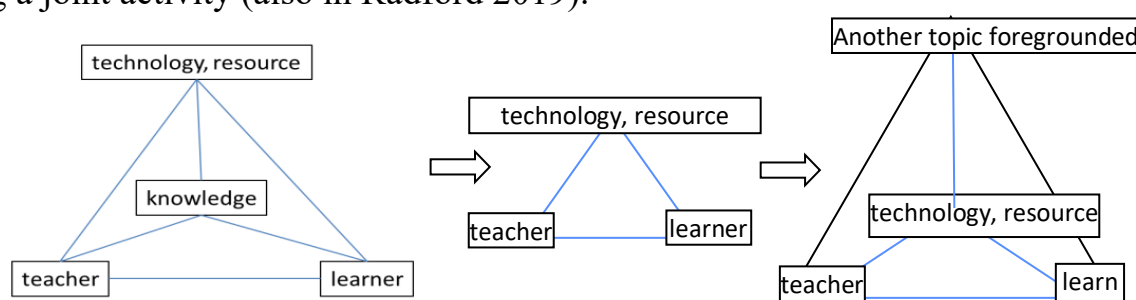 g a joint activity (also in Radford 2019).
technology, resource
knowledge
teacher
learner
technology, resource
teacher
learner
Another topic foregrounded
technology, resource
teacher
learn